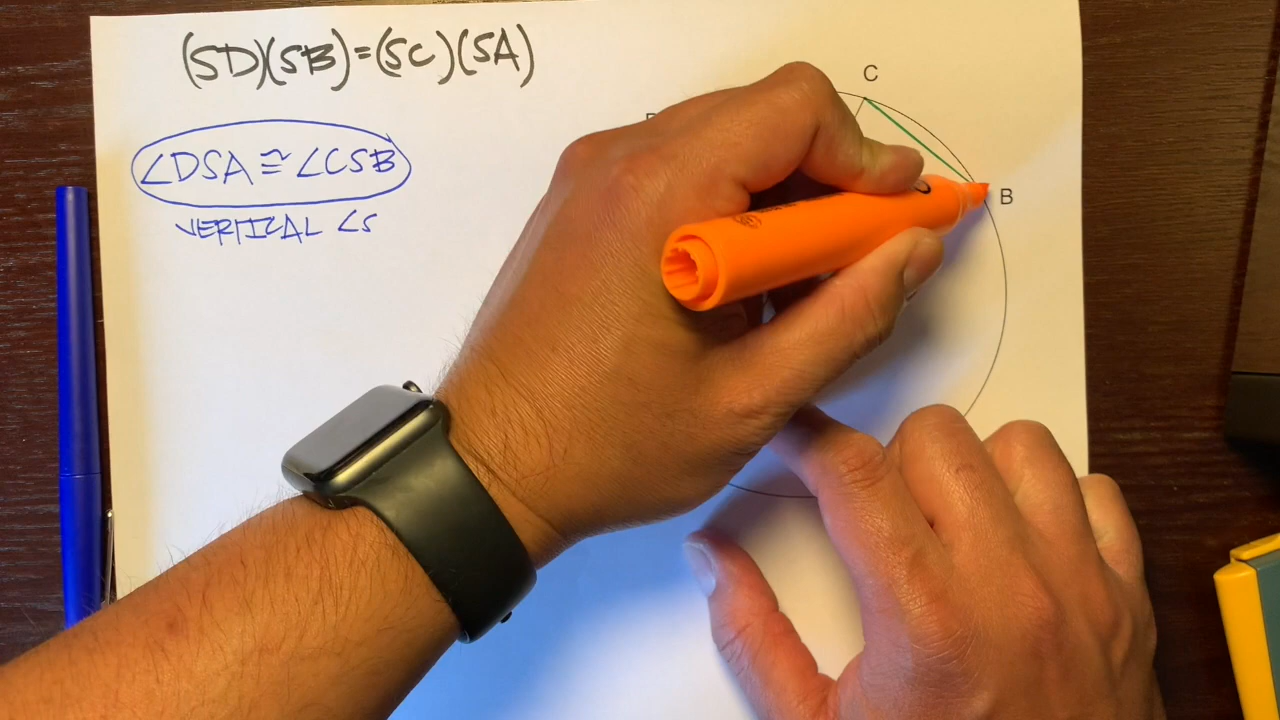 (SD)(SB)=(SC)(SA)
∠DSA ≅ ∠CSB
VERTICAL ∠S
C
B